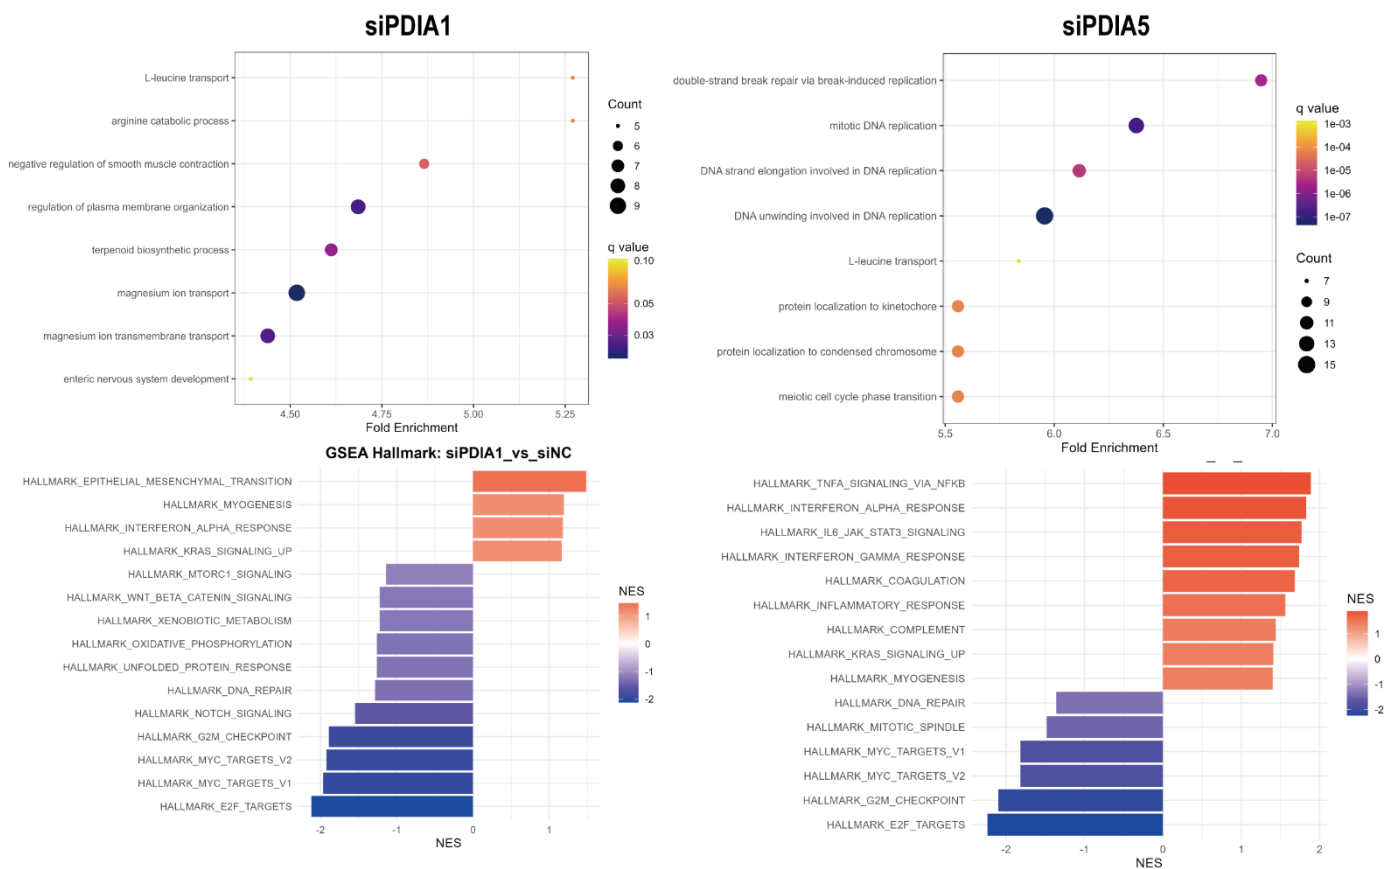 siPDIA1
L-leucine transport
arginine catabolic process
negative regulation of smooth muscle contraction
regulation of plasma membrane organization
terpenoid biosynthetic process
magnesium ion transport
magnesium ion transmembrane transport
enteric nervous system development
4.50 4.75 5.00 5.25
Fold Enrichment
Count
5
6
7
8
9
q value
0.10
0.05
0.03
siPDIA5
double-strand break repair via break-induced replication
mitotic DNA replication
DNA strand elongation involved in DNA replication
DNA unwinding involved in DNA replication
L-leucine transport
protein localization to kinetochore
protein localization to condensed chromosome
meiotic cell cycle phase transition
5.5 6.0 6.5 7.0
Fold Enrichment
q value
1e-03
1e-04
1e-05
1e-06
1e-07
Count
7
9
11
13
15
GSEA Hallmark: siPDIA1_vs_siNC
HALLMARK_EPITHELIAL_MESENCHYMAL_TRANSITION
HALLMARK_MYOGENESIS
HALLMARK_INTERFERON_ALPHA_RESPONSE
HALLMARK_KRAS_SIGNALING_UP
HALLMARK_MTORC1_SIGNALING
HALLMARK_WNT_BETA_CATENIN_SIGNALING
HALLMARK_XENOBIOTIC_METABOLISM
HALLMARK_OXIDATIVE_PHOSPHORYLATION
HALLMARK_UNFOLDED_PROTEIN_RESPONSE
HALLMARK_DNA_REPAIR
HALLMARK_NOTCH_SIGNALING
HALLMARK_G2M_CHECKPOINT
HALLMARK_MYC_TARGETS_V2
HALLMARK_MYC_TARGETS_V1
HALLMARK_E2F_TARGETS
-2 -1 0 1
NES
NES
1
0
-1
-2
HALLMARK_TNFA_SIGNALING_VIA_NFKB
HALLMARK_INTERFERON_ALPHA_RESPONSE
HALLMARK_IL6_JAK_STAT3_SIGNALING
HALLMARK_INTERFERON_GAMMA_RESPONSE
HALLMARK_COAGULATION
HALLMARK_INFLAMMATORY_RESPONSE
HALLMARK_COMPLEMENT
HALLMARK_KRAS_SIGNALING_UP
HALLMARK_MYOGENESIS
HALLMARK_DNA_REPAIR
HALLMARK_MITOTIC_SPINDLE
HALLMARK_MYC_TARGETS_V1
HALLMARK_MYC_TARGETS_V2
HALLMARK_G2M_CHECKPOINT
HALLMARK_E2F_TARGETS
-2 -1 0 1 2
NES
NES
1
0
-1
-2